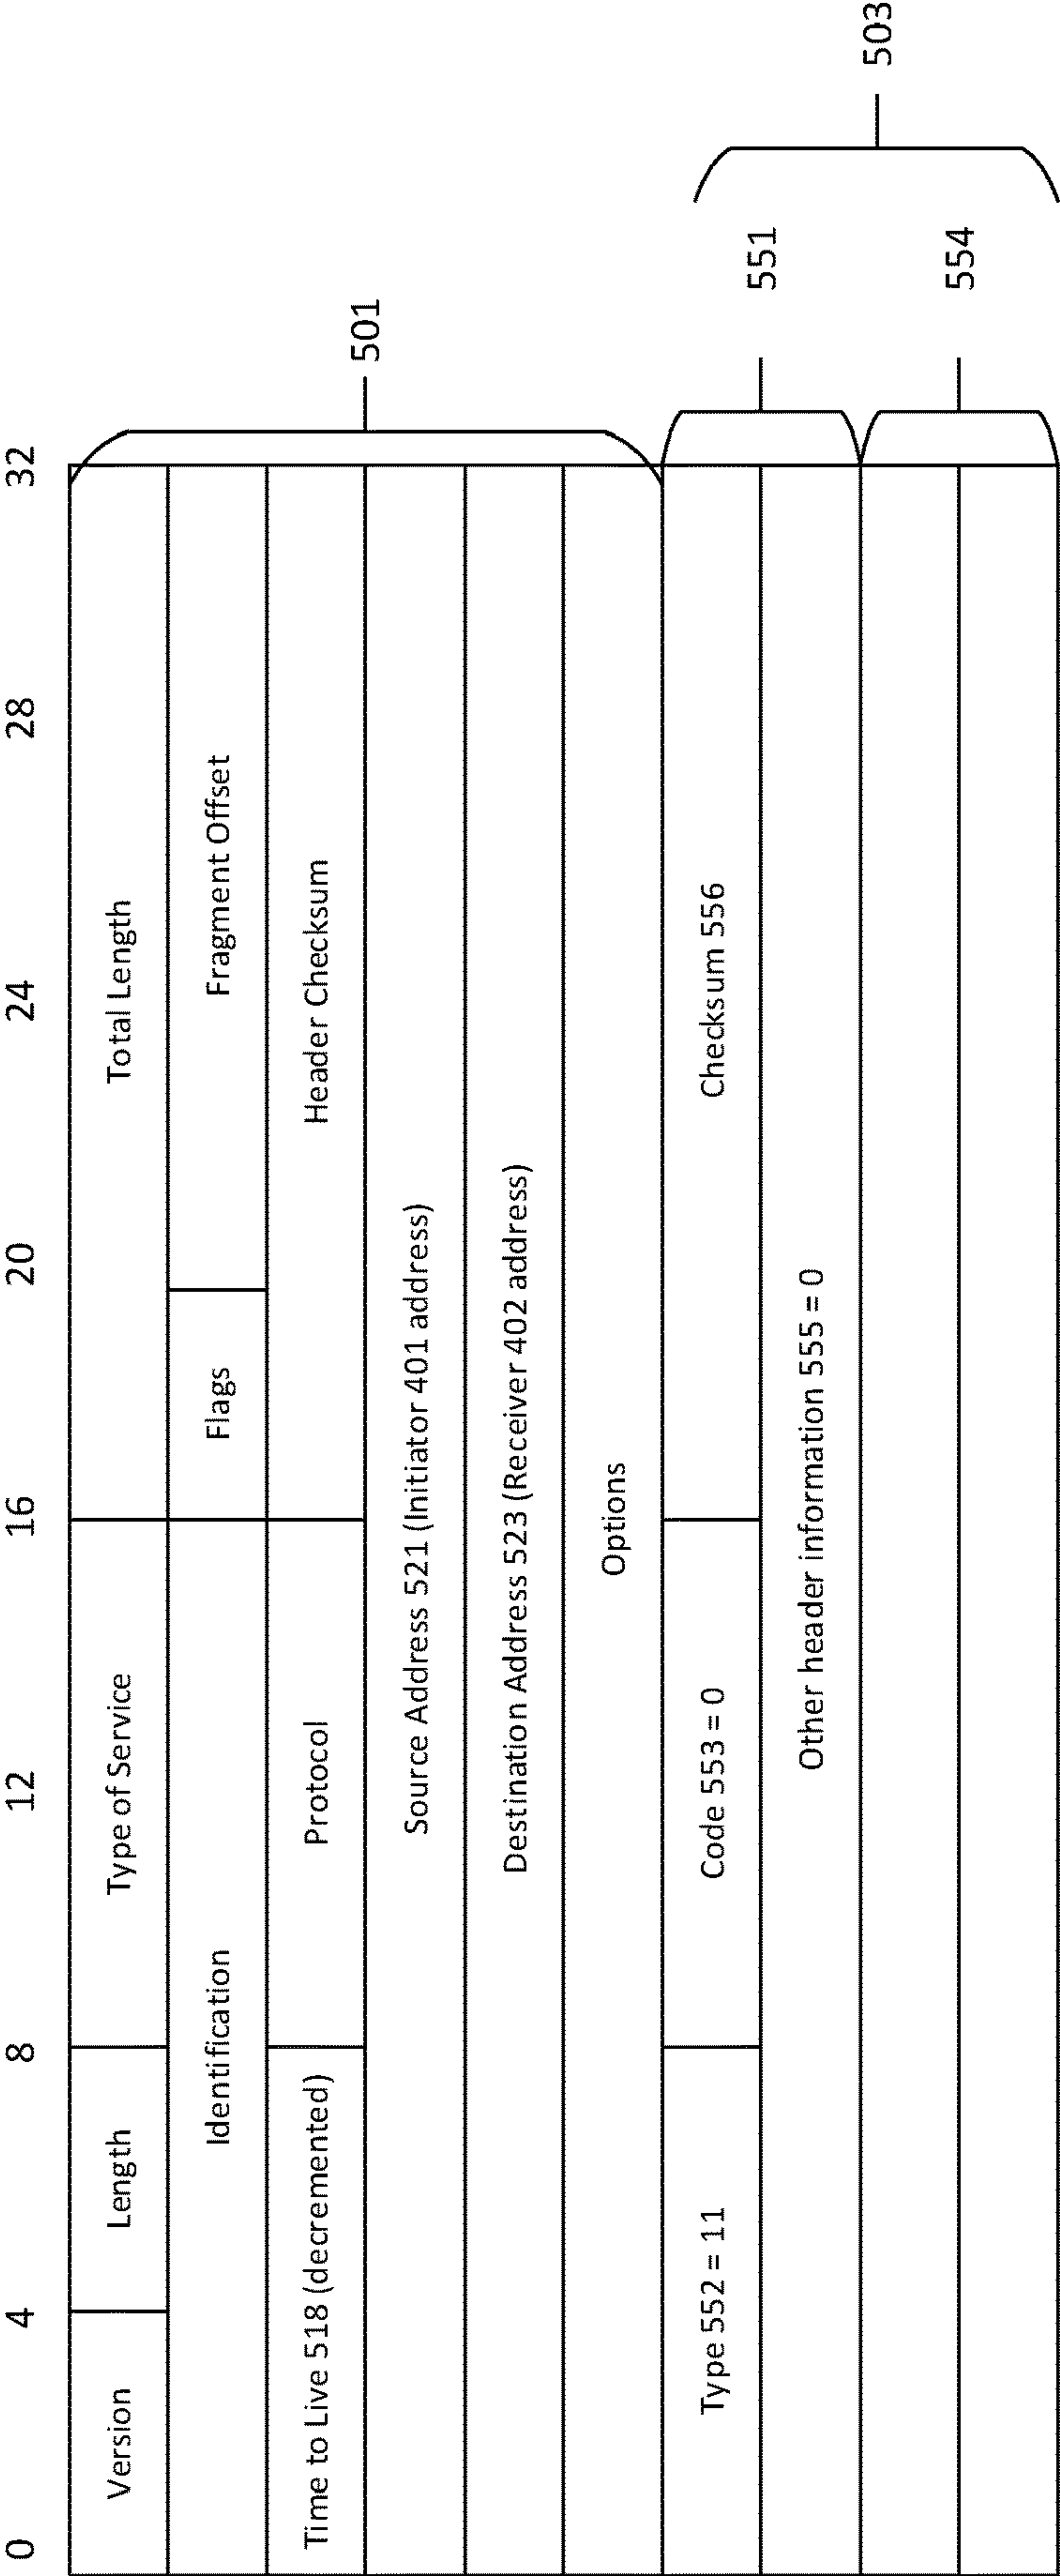 0 4 8 12 16 20 24 28 32
Version Length Type of Service Total Length
Identification Flags Fragment Offset
Time to Live 518 (decremented) Protocol Header Checksum
501
Source Address 521 (Initiator 401 address)
Destination Address 523 (Receiver 402 address)
Options
Type 552 = 11 Code 553 = 0 Checksum 556
551
Other header information 555 = 0
503
554